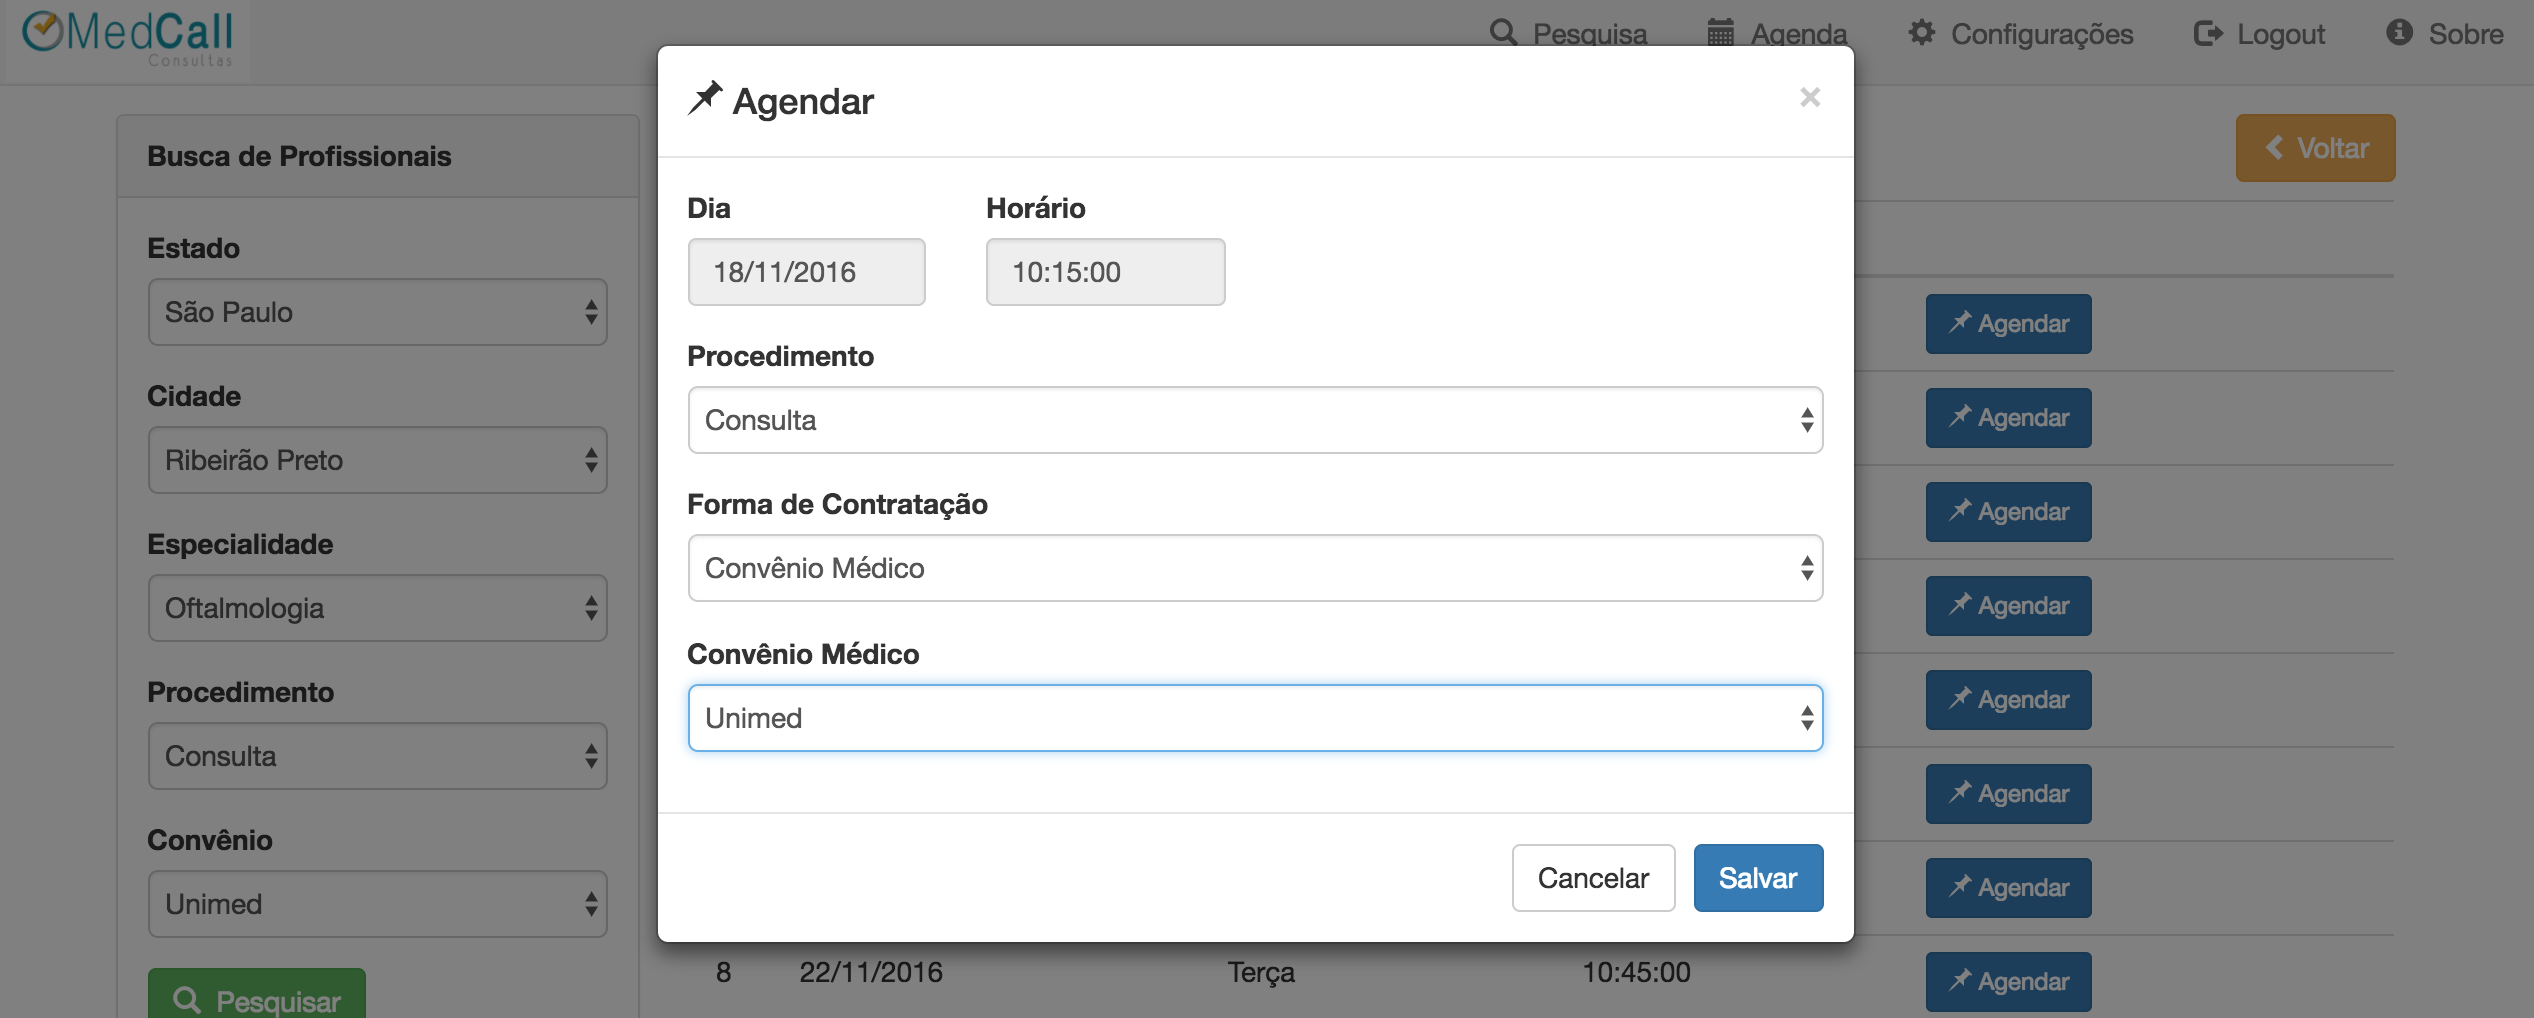 MedCall
Consultas
Pesquisa
Agenda
Configurações
Logout
Sobre
Busca de Profissionais
Estado
São Paulo
Cidade
Ribeirão Preto
Especialidade
Oftalmologia
Procedimento
Consulta
Convênio
Unimed
Pesquisar
Agendar
×
Dia
Horário
18/11/2016
10:15:00
Procedimento
Consulta
Forma de Contratação
Convênio Médico
Convênio Médico
Unimed
Cancelar
Salvar
Voltar
Agendar
Agendar
Agendar
Agendar
Agendar
Agendar
Agendar
8 22/11/2016 Terça 10:45:00 Agendar